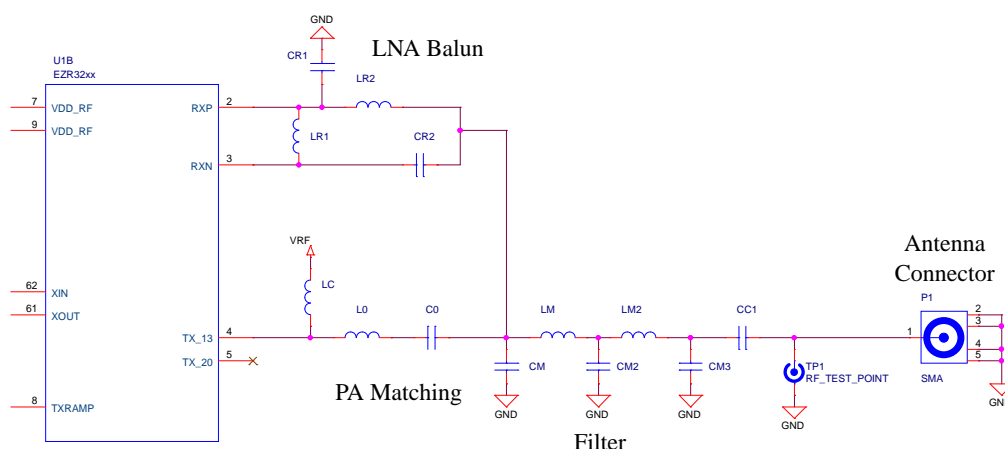 GND
LNA Balun
CR1
U1B
EZR32xx
LR2
7 VDD_RF RXP 2
9 VDD_RF
LR1
CR2
RXN 3
VRF
Antenna
Connector
LC
62 XIN
61 XOUT
P1
L0 C0 LM LM2 CC1
TX_13 4
TX_20 5
1
2
3
4
5
CM CM2 CM3
TP1
RF_TEST_POINT
SMA
PA Matching
8 TXRAMP
GND GND GND GND
GN
Filter